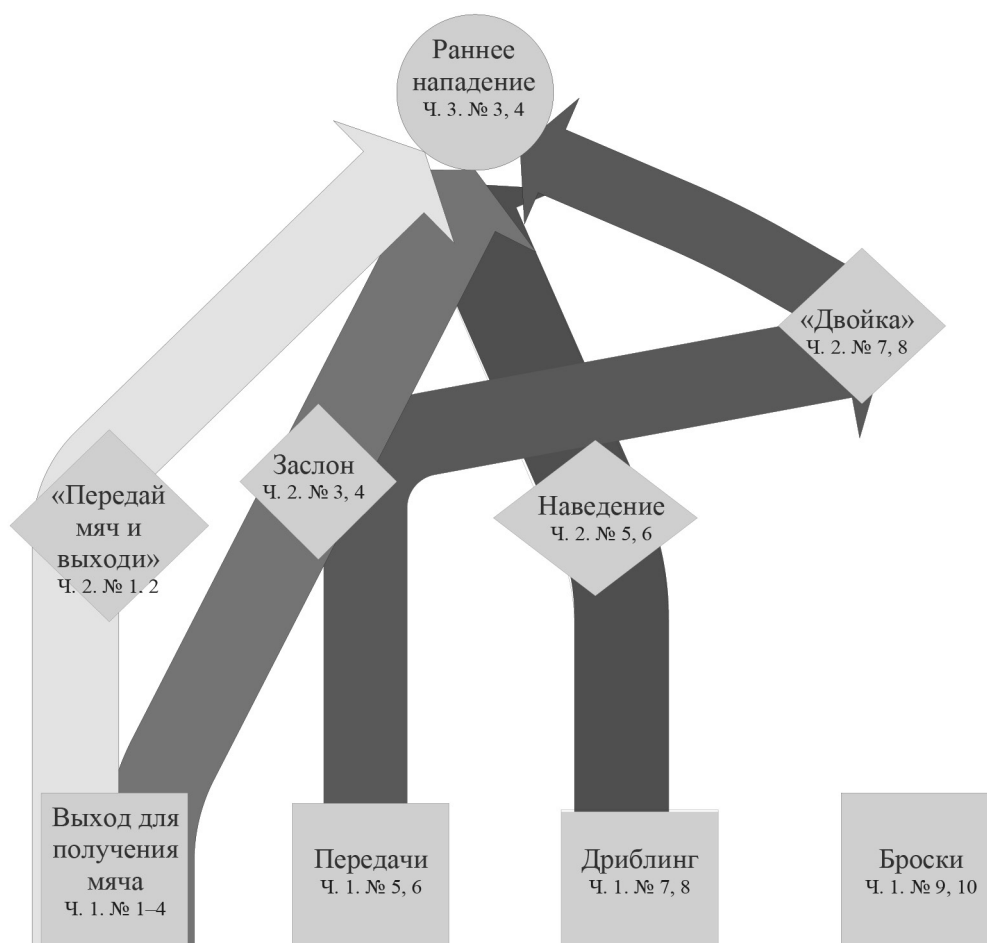 Раннее
нападение
Ч. 3. № 3, 4
«Двойка»
Ч. 2. № 7, 8
Заслон
Ч. 2. № 3, 4
«Передай
мяч и
выходи»
Ч. 2. № 1. 2
Наведение
Ч. 2. № 5, 6
Выход для
получения
мяча
Ч. 1. № 1–4
Передачи
Ч. 1. № 5, 6
Дриблинг
Ч. 1. № 7, 8
Броски
Ч. 1. № 9, 10